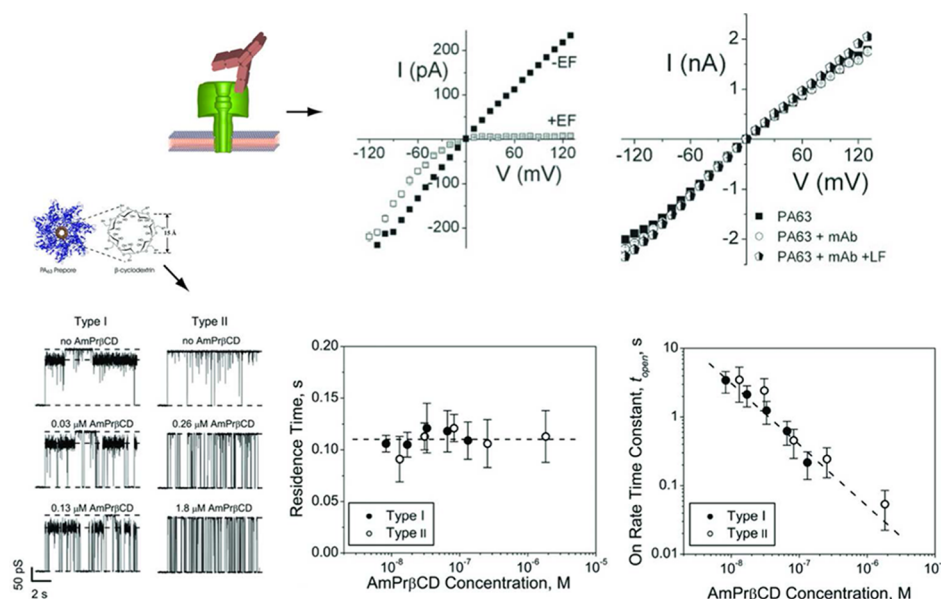 I (pA)
200
100
-EF
+EF
-120
-60
60
120
V (mV)
-100
-200
I (nA)
2
1
-120
-60
60
120
V (mV)
-1
-2
PA63
PA63 + mAb
PA63 + mAb +LF
15 Å
PA63 Prepore
β-cyclodextrin
Type I
Type II
no AmPrβCD
no AmPrβCD
0.03 μM AmPrβCD
0.26 μM AmPrβCD
0.13 μM AmPrβCD
1.8 μM AmPrβCD
50 pS
2 s
Residence Time, s
0.20
0.15
0.10
0.05
0.00
Type I
Type II
10-8
10-7
10-6
10-5
AmPrβCD Concentration, M
On Rate Time Constant, topen, s
10
1
0.1
0.01
Type I
Type II
10-8
10-7
10-6
AmPrβCD Concentration, M